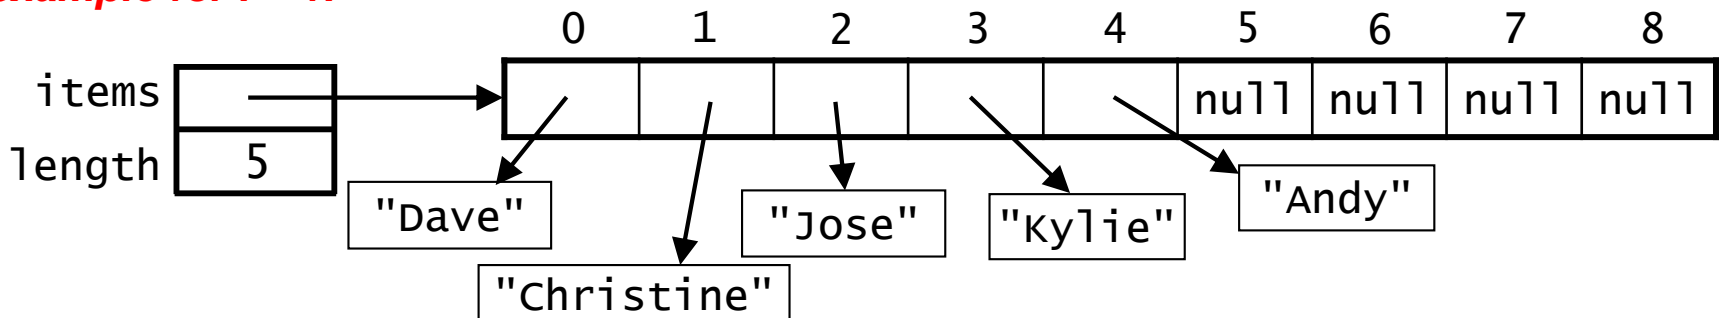 0 1 2 3 4 5 6 7 8
items null null null null
length 5
"Dave" "Jose" "Kylie" "Andy"
"Christine"